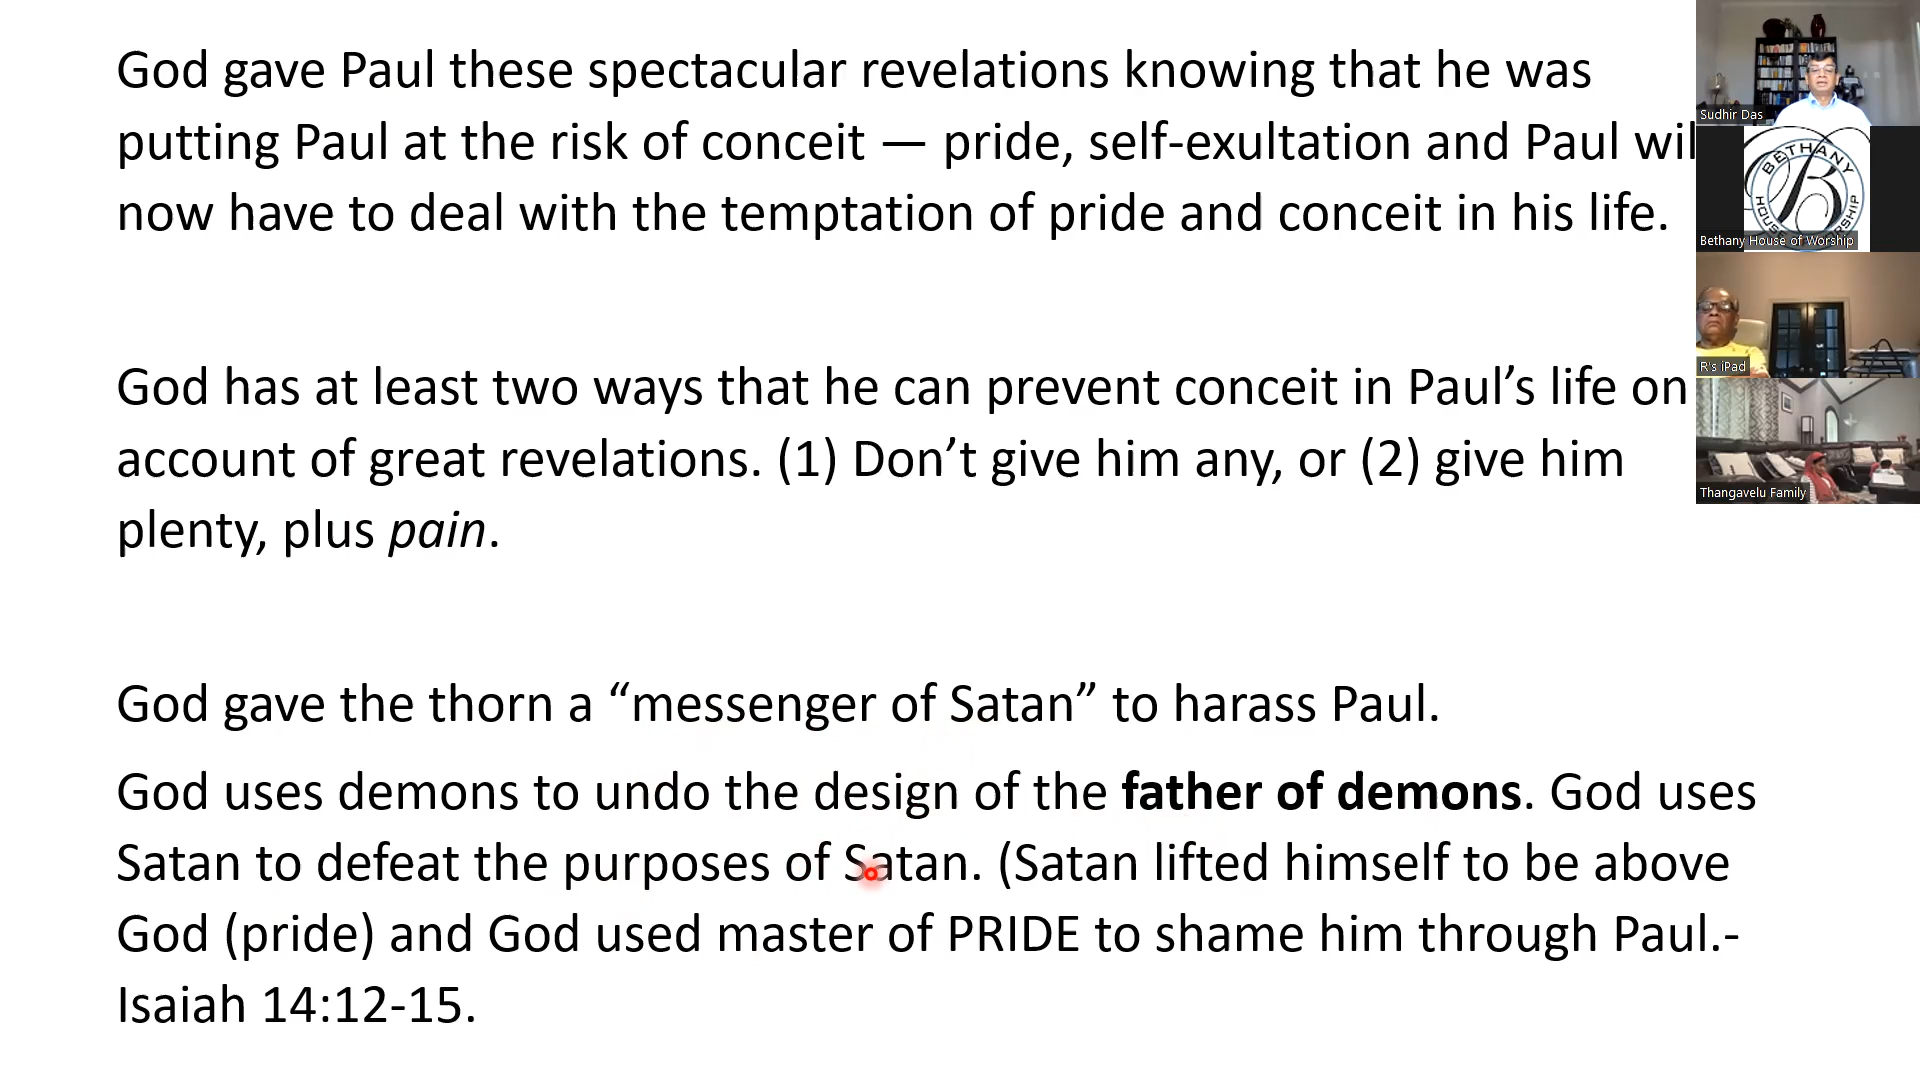 God gave Paul these spectacular revelations knowing that he was
putting Paul at the risk of conceit — pride, self-exultation and Paul wil
now have to deal with the temptation of pride and conceit in his life.
God has at least two ways that he can prevent conceit in Paul’s life on
account of great revelations. (1) Don’t give him any, or (2) give him
plenty, plus pain.
God gave the thorn a “messenger of Satan” to harass Paul.
God uses demons to undo the design of the father of demons. God uses
Satan to defeat the purposes of Satan. (Satan lifted himself to be above
God (pride) and God used master of PRIDE to shame him through Paul.-
Isaiah 14:12-15.
Sudhir Das
BETHANY
B
Bethany House of Worship
R's iPad
Thangavelu Family